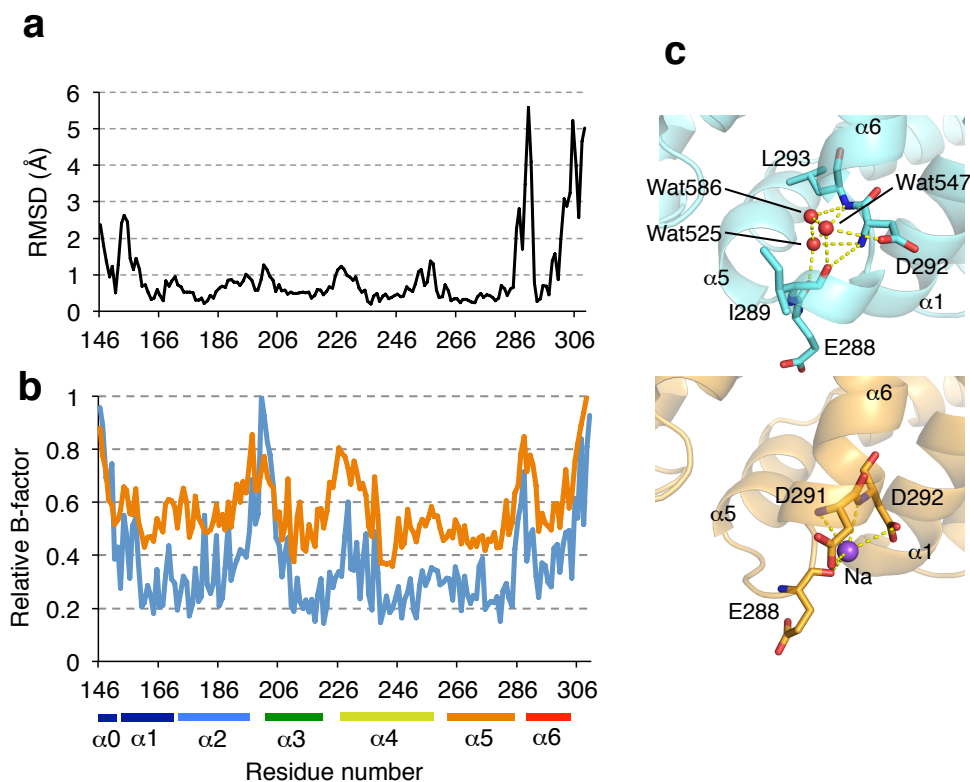 a
6
5
4
3
2
1
0
RMSD (Å)
146 166 186 206 226 246 266 286 306
b
1
0.8
0.6
0.4
0.2
0
Relative B-factor
146 166 186 206 226 246 266 286 306
α0 α1 α2 α3 α4 α5 α6
Residue number
c
α6
L293
Wat586
Wat547
Wat525
D292
α5
α1
I289
E288
α6
D291
D292
α5
α1
Na
E288